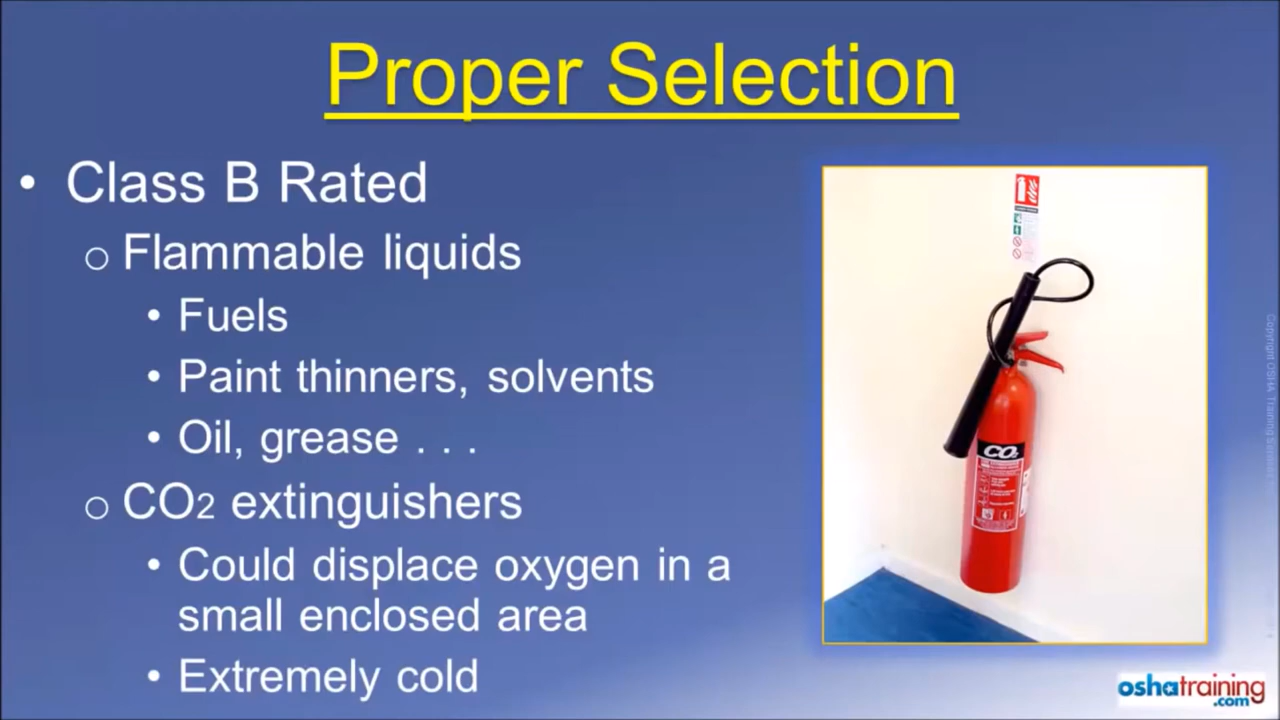 Proper Selection
• Class B Rated
o Flammable liquids
• Fuels
• Paint thinners, solvents
• Oil, grease . . .
o CO2 extinguishers
• Could displace oxygen in a
small enclosed area
• Extremely cold
CO2
oshatraining
.com